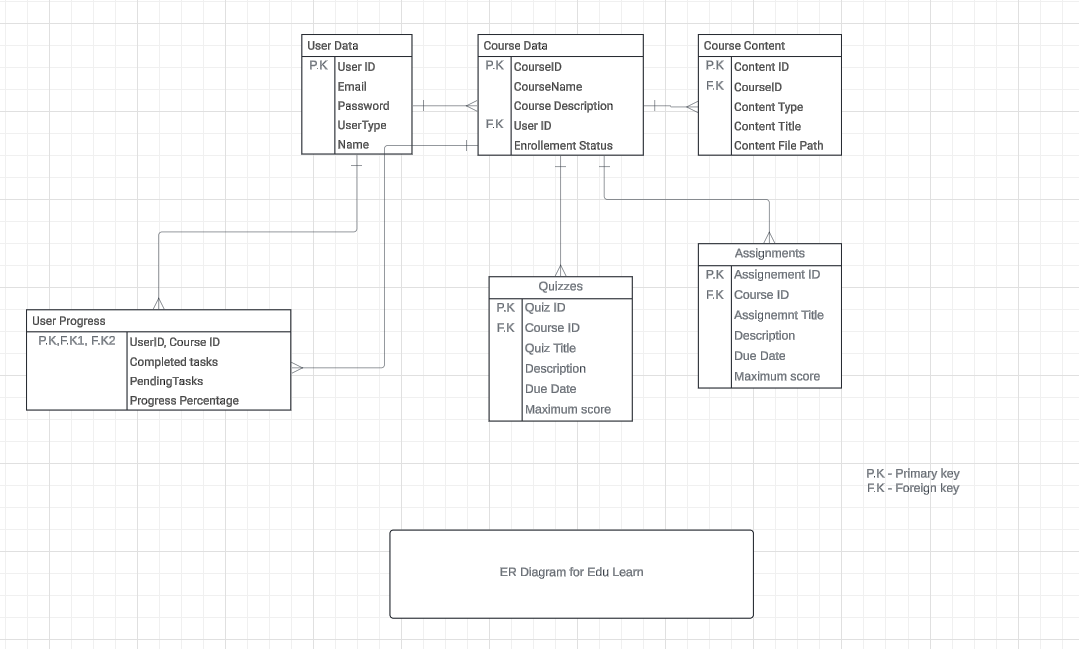 User Data
P.K User ID
Email
Password
UserType
Name
Course Data
P.K CourseID
CourseName
Course Description
F.K User ID
Enrollement Status
Course Content
P.K Content ID
F.K CourseID
Content Type
Content Title
Content File Path
User Progress
P.K,F.K1, F.K2 UserID, Course ID
Completed tasks
PendingTasks
Progress Percentage
Quizzes
P.K Quiz ID
F.K Course ID
Quiz Title
Description
Due Date
Maximum score
Assignments
P.K Assignement ID
F.K Course ID
Assignemnt Title
Description
Due Date
Maximum score
P.K - Primary key
F.K - Foreign key
ER Diagram for Edu Learn